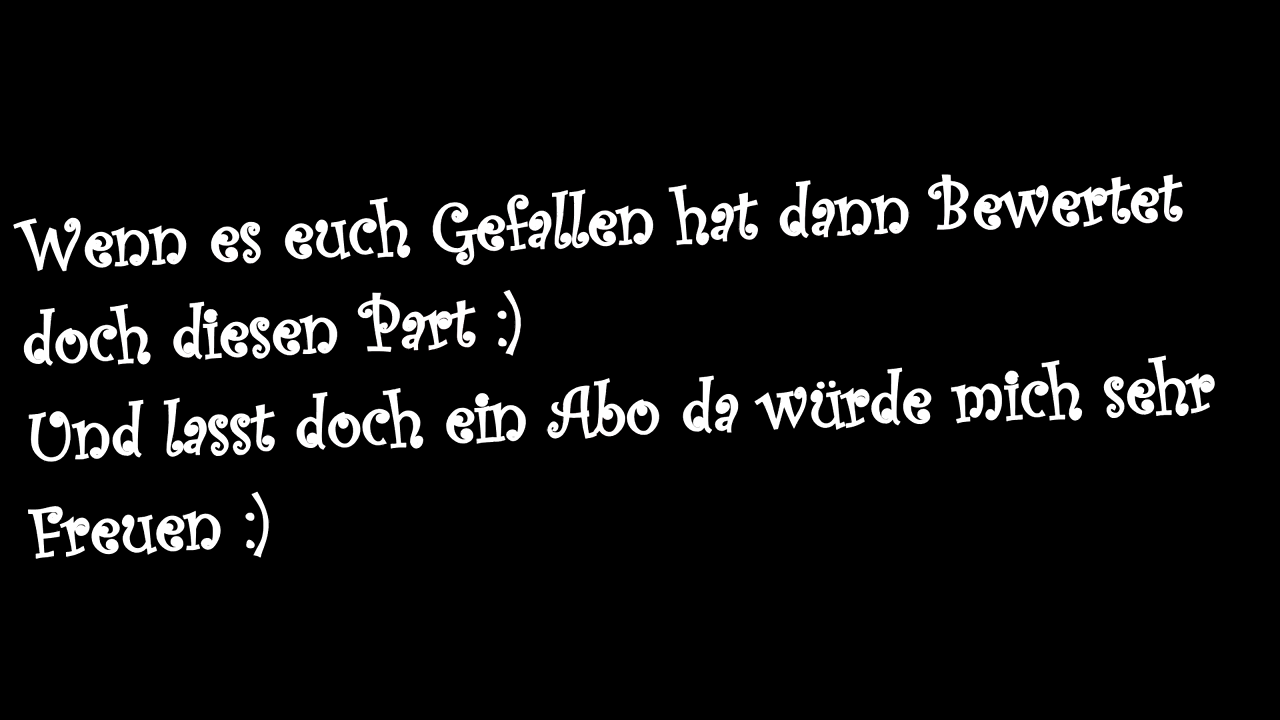 Wenn es euch Gefallen hat dann Bewertet
doch diesen Part :)
Und lasst doch ein Abo da würde mich sehr
Freuen :)